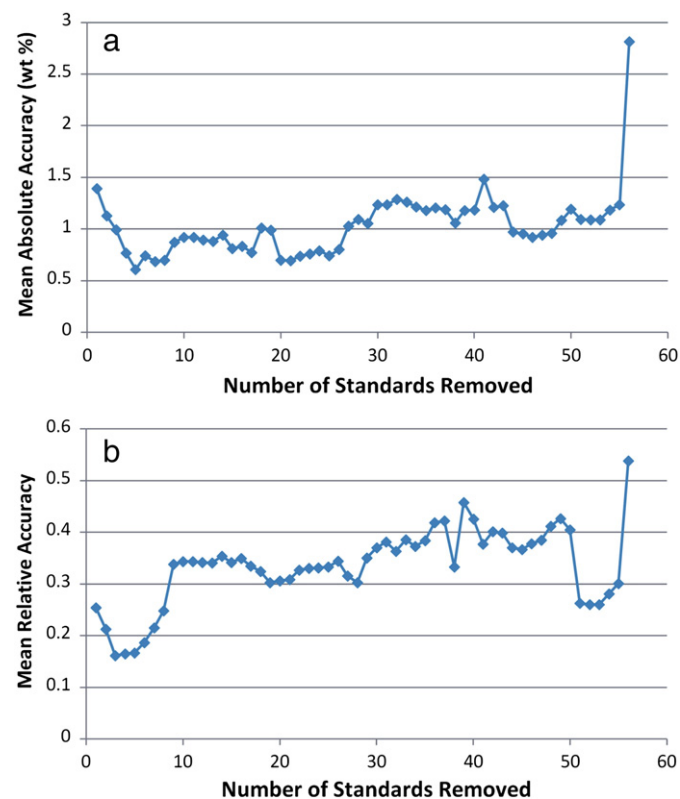 a
Mean Absolute Accuracy (wt %)
3
2.5
2
1.5
1
0.5
0
0 10 20 30 40 50 60
Number of Standards Removed
b
Mean Relative Accuracy
0.6
0.5
0.4
0.3
0.2
0.1
0
0 10 20 30 40 50 60
Number of Standards Removed